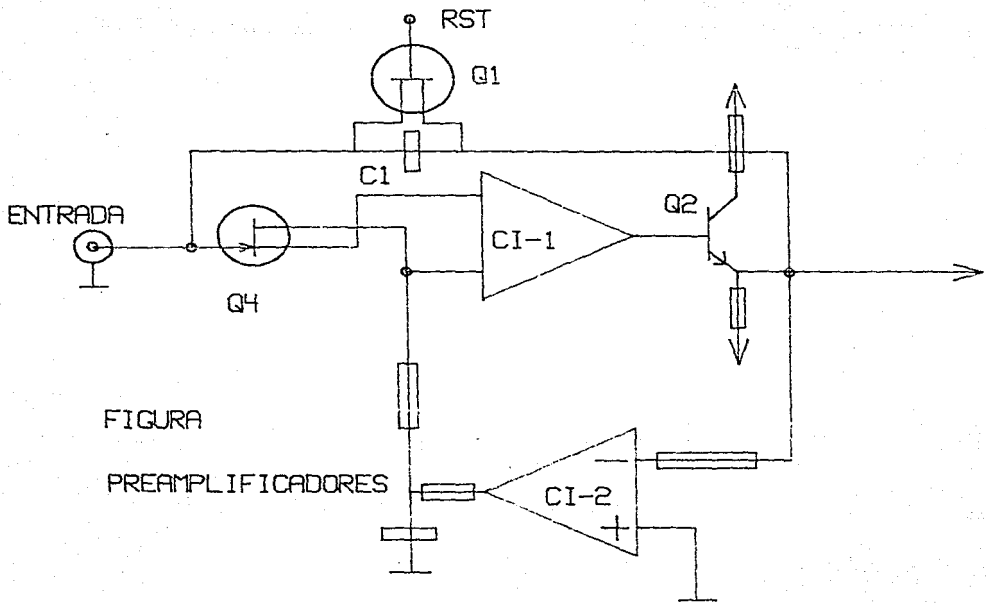 RST
Q1
C1
ENTRADA
Q2
CI-1
Q4
FIGURA
PREAMPLIFICADORES
CI-2
−
+